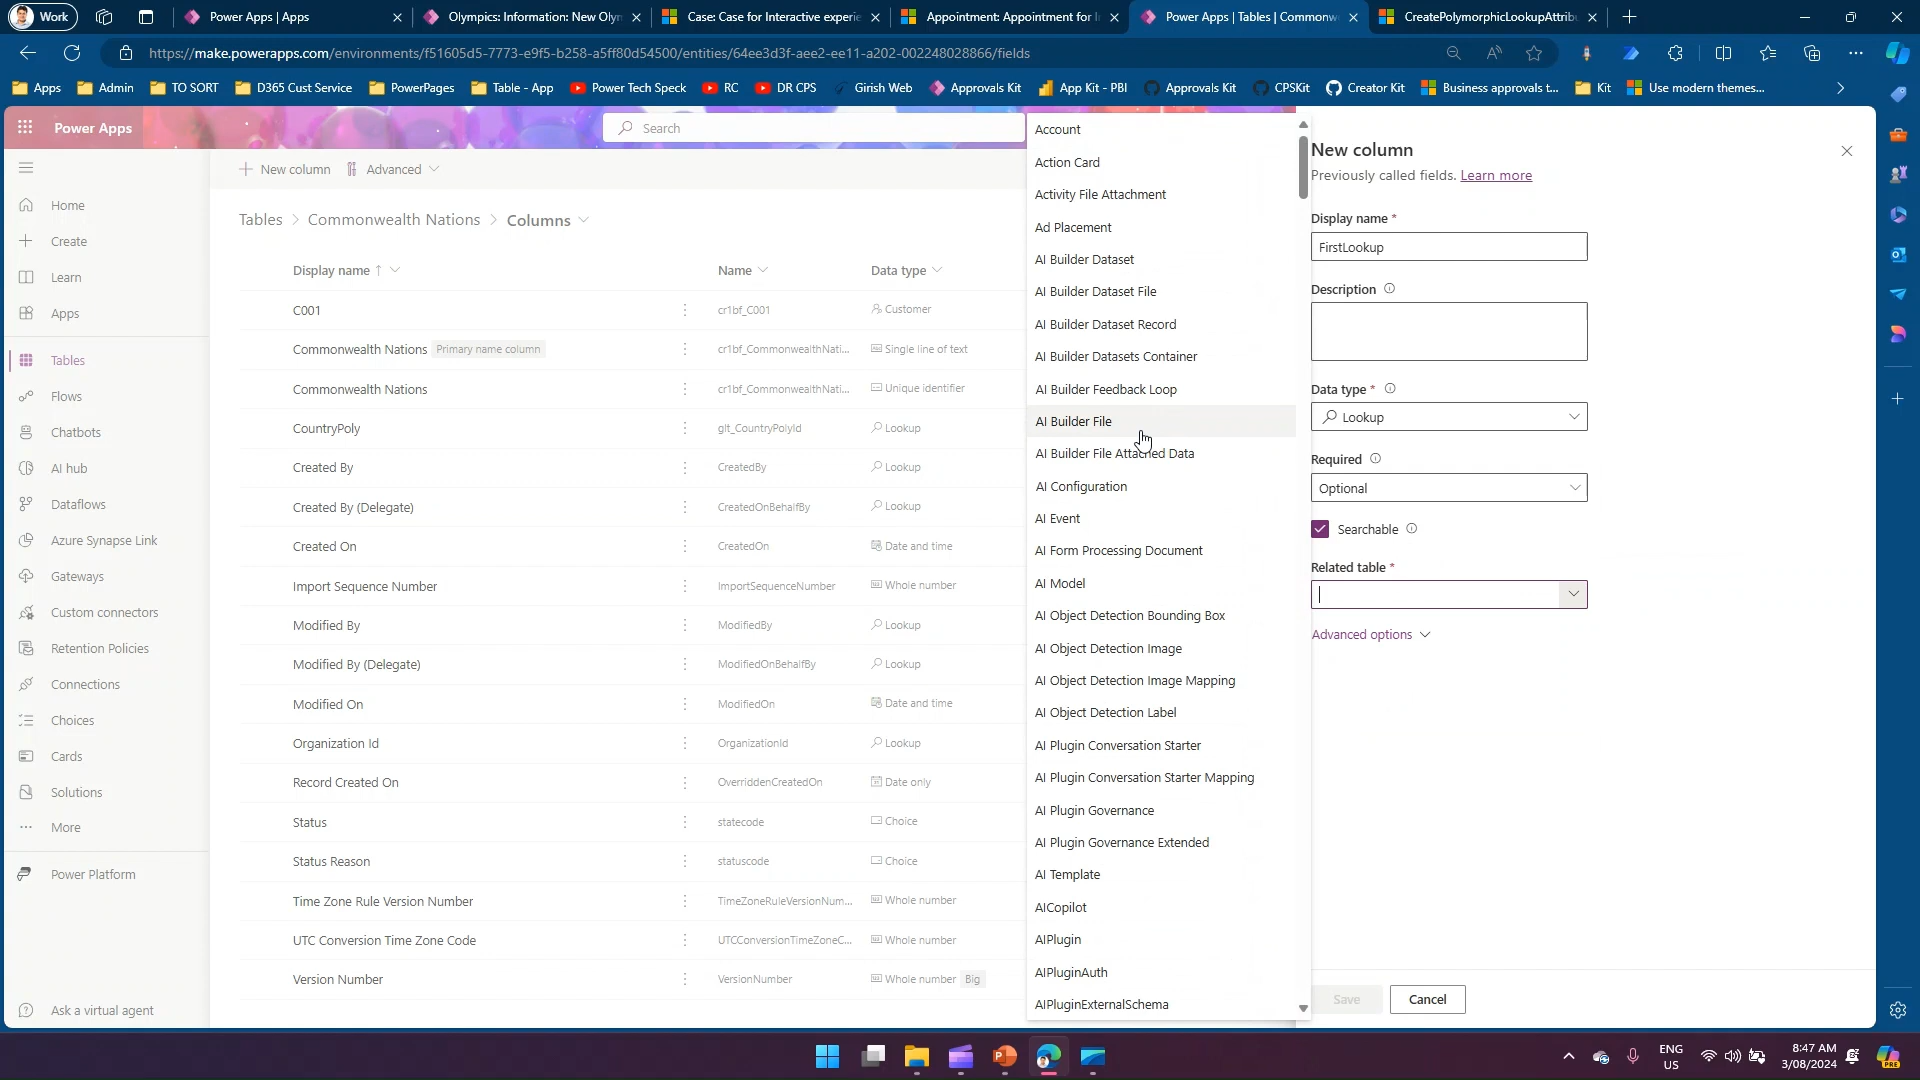 Work
Power Apps | Apps
Olympics: Information: New Olyn
Case: Case for Interactive experie
Appointment: Appointment for I
Power Apps | Tables | Commonw
CreatePolymorphicLookupAttrib
https://make.powerapps.com/environments/f51605d5-7773-e9f5-b258-a5ff80d54500/entities/64ee3d3f-aee2-ee11-a202-002248028866/fields
Apps Admin TO SORT D365 Cust Service PowerPages Table - App Power Tech Speck RC DR CPS Girish Web Approvals Kit App Kit - PBI Approvals Kit CPSKit Creator Kit Business approvals t... Kit Use modern themes...
Power Apps
Search
Home
Create
Learn
Apps
Tables
Flows
Chatbots
AI hub
Dataflows
Azure Synapse Link
Gateways
Custom connectors
Retention Policies
Connections
Choices
Cards
Solutions
More
Power Platform
Ask a virtual agent
New column Advanced
Tables > Commonwealth Nations > Columns
Display name ↑ Name Data type
C001 cr1bf_C001 Customer
Commonwealth Nations Primary name column cr1bf_CommonwealthNati... Single line of text
Commonwealth Nations cr1bf_CommonwealthNati... Unique identifier
CountryPoly glt_CountryPolyId Lookup
Created By CreatedBy Lookup
Created By (Delegate) CreatedOnBehalfBy Lookup
Created On CreatedOn Date and time
Import Sequence Number ImportSequenceNumber Whole number
Modified By ModifiedBy Lookup
Modified By (Delegate) ModifiedOnBehalfBy Lookup
Modified On ModifiedOn Date and time
Organization Id OrganizationId Lookup
Record Created On OverriddenCreatedOn Date only
Status statecode Choice
Status Reason statuscode Choice
Time Zone Rule Version Number TimeZoneRuleVersionNum... Whole number
UTC Conversion Time Zone Code UTCConversionTimeZoneC... Whole number
Version Number VersionNumber Whole number Big
Account
Action Card
Activity File Attachment
Ad Placement
AI Builder Dataset
AI Builder Dataset File
AI Builder Dataset Record
AI Builder Datasets Container
AI Builder Feedback Loop
AI Builder File
AI Builder File Attached Data
AI Configuration
AI Event
AI Form Processing Document
AI Model
AI Object Detection Bounding Box
AI Object Detection Image
AI Object Detection Image Mapping
AI Object Detection Label
AI Plugin Conversation Starter
AI Plugin Conversation Starter Mapping
AI Plugin Governance
AI Plugin Governance Extended
AI Template
AICopilot
AIPlugin
AIPluginAuth
AIPluginExternalSchema
New column
Previously called fields. Learn more
Display name *
FirstLookup
Description
Data type *
Lookup
Required
Optional
Searchable
Related table *
Advanced options
Save Cancel
ENG
US
8:47 AM
3/08/2024
PRE